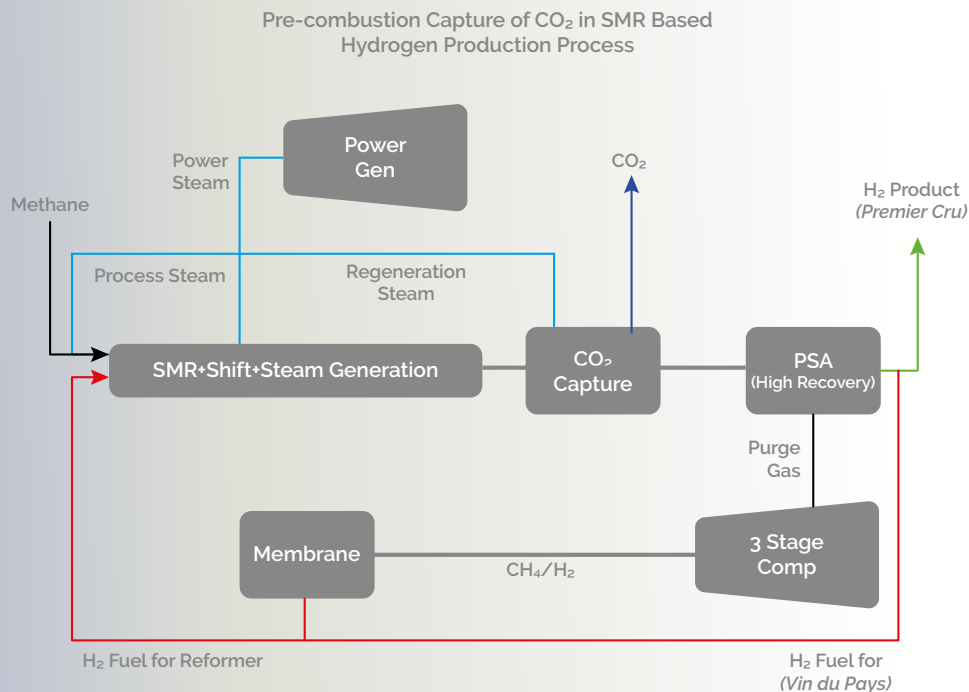 Pre-combustion Capture of CO₂ in SMR Based
Hydrogen Production Process
Power
Gen
Power
Steam
CO₂
H₂ Product
(Premier Cru)
Methane
Process Steam
Regeneration
Steam
SMR+Shift+Steam Generation
CO₂
Capture
PSA
(High Recovery)
Purge
Gas
Membrane
CH₄/H₂
3 Stage
Comp
H₂ Fuel for Reformer
H₂ Fuel for
(Vin du Pays)